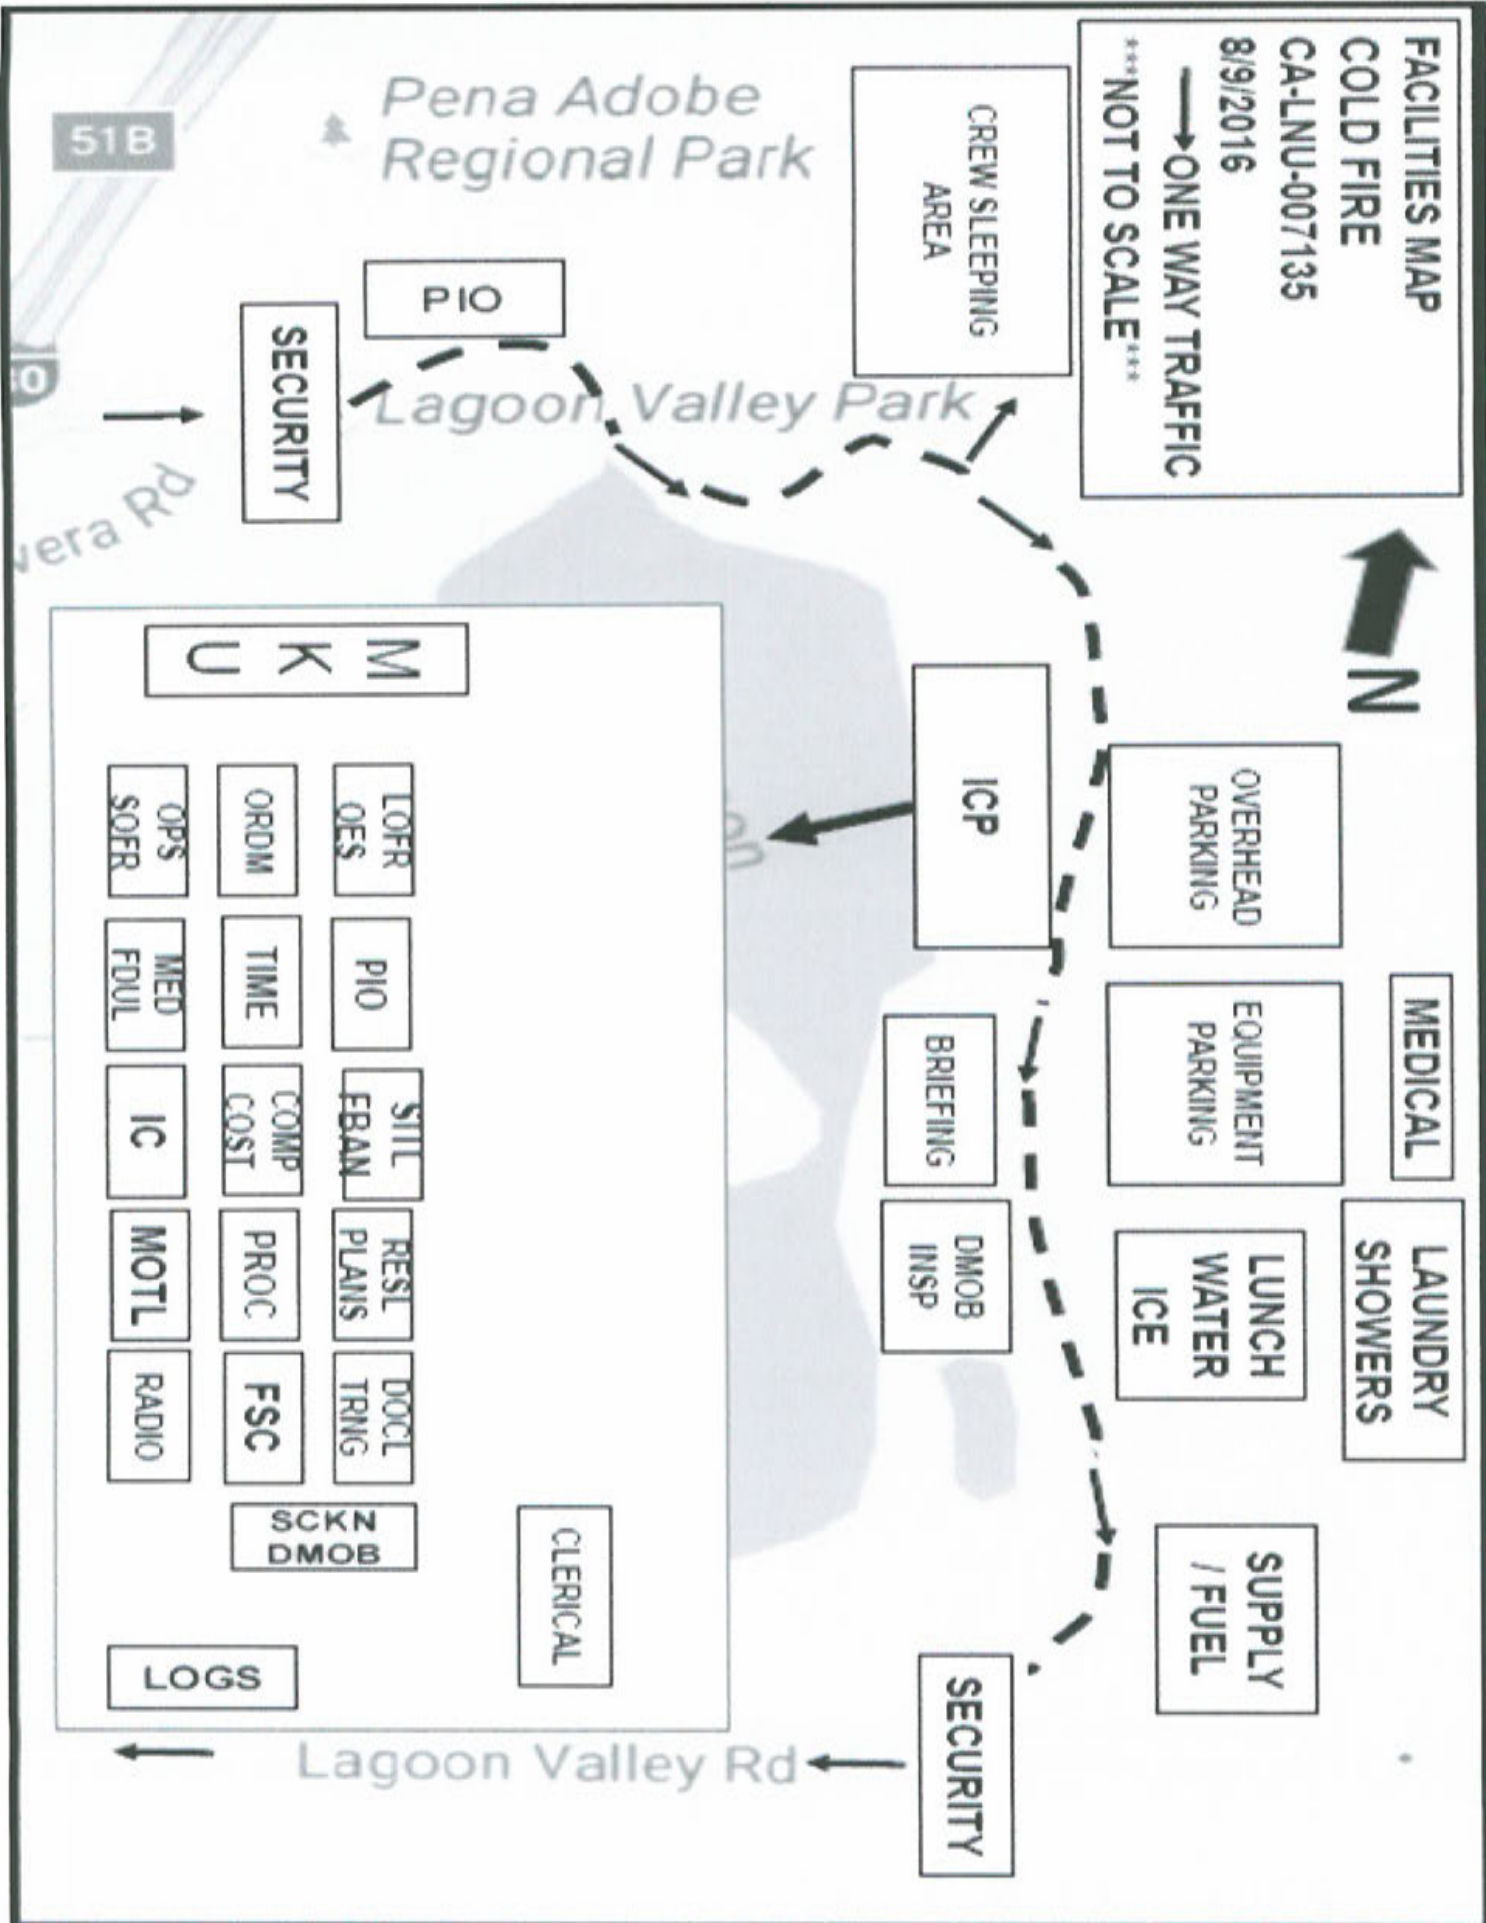 FACILITIES MAP
COLD FIRE
CA-LNU-007135
8/9/2016
ONE WAY TRAFFIC
***NOT TO SCALE***
N
CREW SLEEPING
AREA
Pena Adobe
Regional Park
51B
PIO
SECURITY
Lagoon Valley Park
vera Rd
OVERHEAD
PARKING
EQUIPMENT
PARKING
MEDICAL
LAUNDRY
SHOWERS
LUNCH
WATER
ICE
SUPPLY
/ FUEL
ICP
BRIEFING
DMOB
INSP
SECURITY
Lagoon Valley Rd
on
M
K
U
LOFR
OES
PIO
SITL
FBAN
RESL
PLANS
DOCL
TRNG
ORDM
TIME
COMP
COST
PROC
FSC
OPS
SOFR
MED
FDUL
IC
MOTL
RADIO
SCKN
DMOB
CLERICAL
LOGS